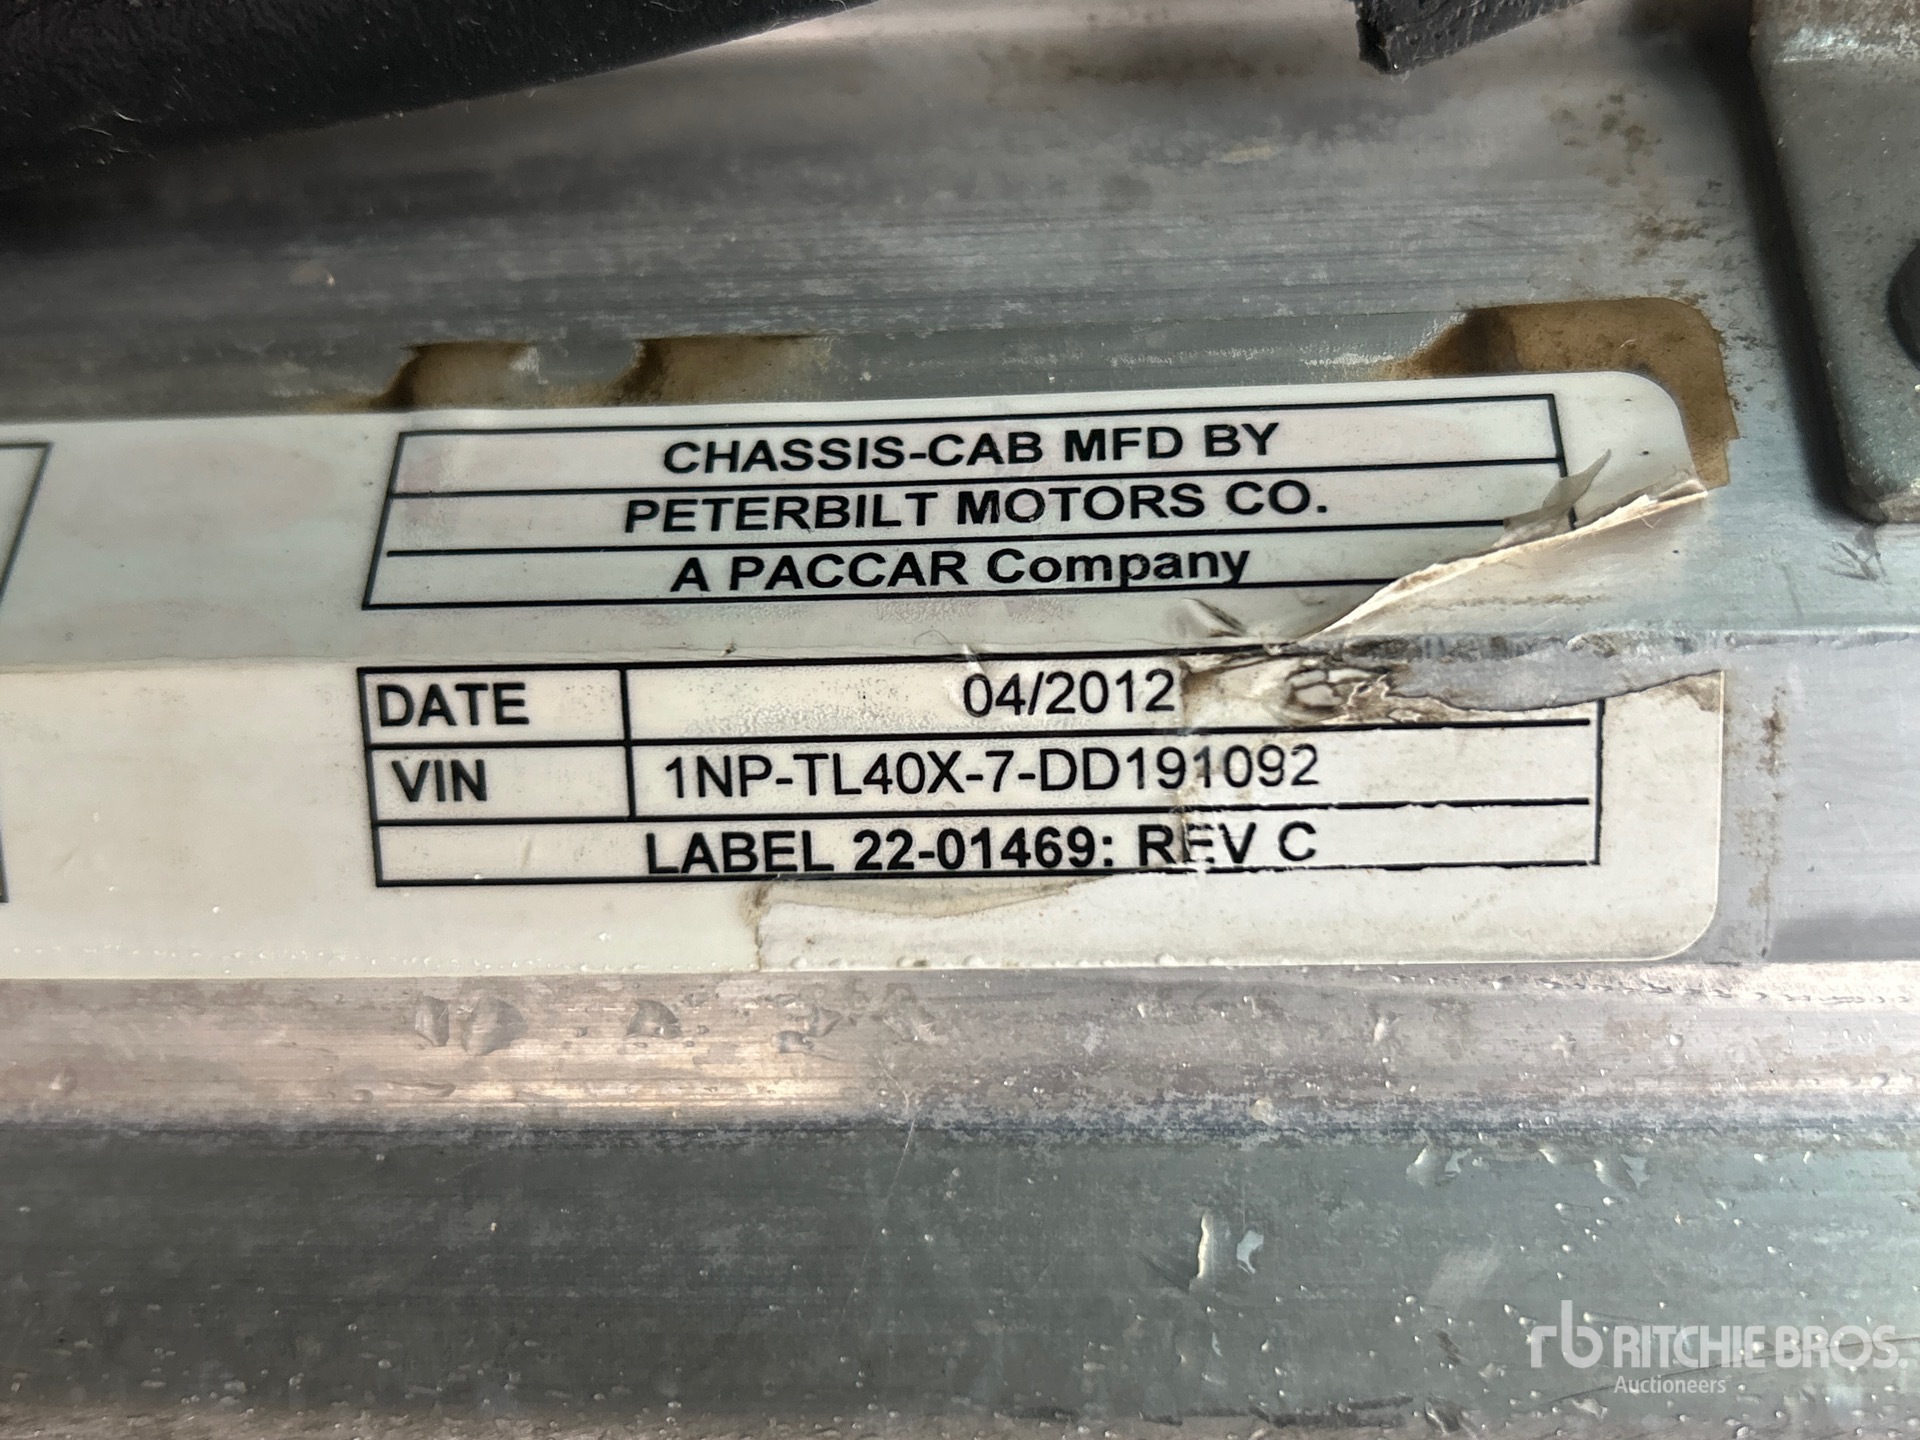 CHASSIS-CAB MFD BY
PETERBILT MOTORS CO.
A PACCAR Company
DATE 04/2012
VIN 1NP-TL40X-7-DD191092
LABEL 22-01469: REV C
rb RITCHIE BROS.
Auctioneers